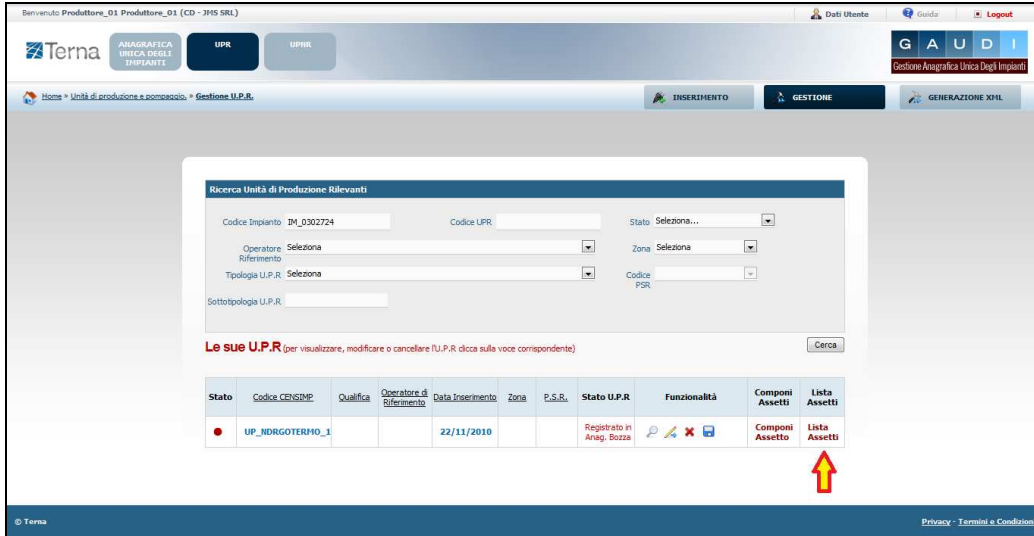 Benvenuto Produttore_01 Produttore_01 (CD - JMS SRL)
Dati Utente
Guida
Logout
Terna
ANAGRAFICA UNICA DEGLI IMPIANTI
UPR
UPNR
G A U D I
Gestione Anagrafica Unica Degli Impianti
Home » Unità di produzione e pompaggio. » Gestione U.P.R.
INSERIMENTO
GESTIONE
GENERAZIONE XML
Ricerca Unità di Produzione Rilevanti
Codice Impianto IM_0302724
Codice UPR
Stato Seleziona...
Operatore Riferimento Seleziona
Zona Seleziona
Tipologia U.P.R Seleziona
Codice PSR
Sottotipologia U.P.R
Le sue U.P.R (per visualizzare, modificare o cancellare l'U.P.R clicca sulla voce corrispondente)
Cerca
Stato Codice CENSIMP Qualifica Operatore di Riferimento Data Inserimento Zona P.S.R. Stato U.P.R Funzionalità Componi Assetti Lista Assetti
UP_NDRGOTERMO_1 22/11/2010 Registrato in Anag. Bozza Componi Assetto Lista Assetti
© Terna
Privacy - Termini e Condizion